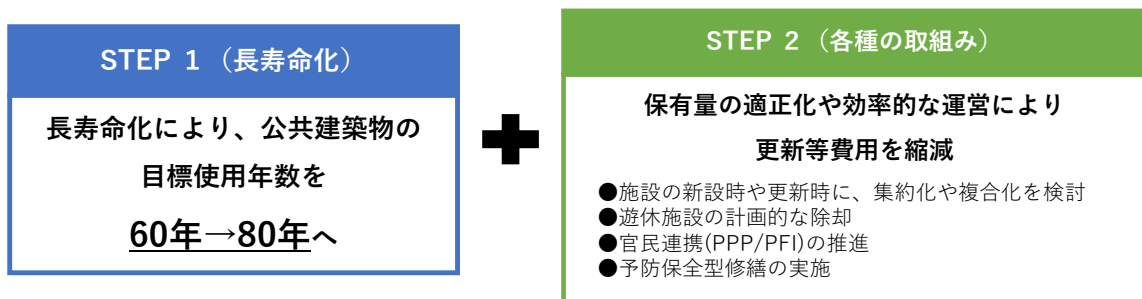 STEP 1（長寿命化）
長寿命化により、公共建築物の
目標使用年数を
60年→80年へ
STEP 2（各種の取組み）
保有量の適正化や効率的な運営により
更新等費用を縮減
●施設の新設時や更新時に、集約化や複合化を検討
●遊休施設の計画的な除却
●官民連携(PPP/PFI)の推進
●予防保全型修繕の実施